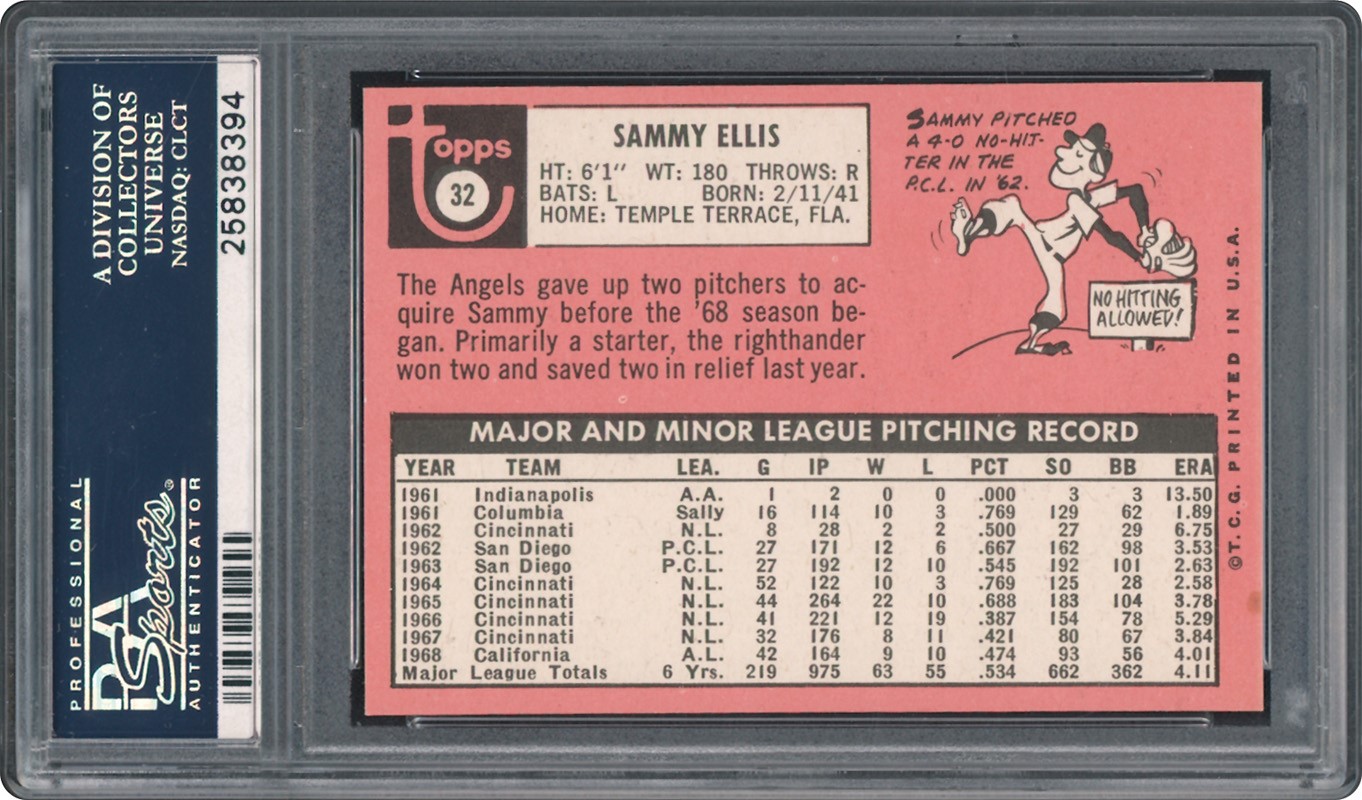 A DIVISION OF
COLLECTORS
UNIVERSE
NASDAQ: CLCT
25838394
PROFESSIONAL
PSA
Sports®
AUTHENTICATOR
topps
32
SAMMY ELLIS
HT: 6'1" WT: 180 THROWS: R
BATS: L BORN: 2/11/41
HOME: TEMPLE TERRACE, FLA.
SAMMY PITCHED
A 4-0 NO-HIT-
TER IN THE
P.C.L. IN '62.
NO HITTING
ALLOWED!
The Angels gave up two pitchers to ac-
quire Sammy before the '68 season be-
gan. Primarily a starter, the righthander
won two and saved two in relief last year.
MAJOR AND MINOR LEAGUE PITCHING RECORD
YEAR TEAM LEA. G IP W L PCT SO BB ERA
1961 Indianapolis A.A. 1 2 0 0 .000 3 3 13.50
1961 Columbia Sally 16 114 10 3 .769 129 62 1.89
1962 Cincinnati N.L. 8 28 2 2 .500 27 29 6.75
1962 San Diego P.C.L. 27 171 12 6 .667 162 98 3.53
1963 San Diego P.C.L. 27 192 12 10 .545 192 101 2.63
1964 Cincinnati N.L. 52 122 10 3 .769 125 28 2.58
1965 Cincinnati N.L. 44 264 22 10 .688 183 104 3.78
1966 Cincinnati N.L. 41 221 12 19 .387 154 78 5.29
1967 Cincinnati N.L. 32 176 8 11 .421 80 67 3.84
1968 California A.L. 42 164 9 10 .474 93 56 4.01
Major League Totals 6 Yrs. 219 975 63 55 .534 662 362 4.11
©T.C.G. PRINTED IN U.S.A.